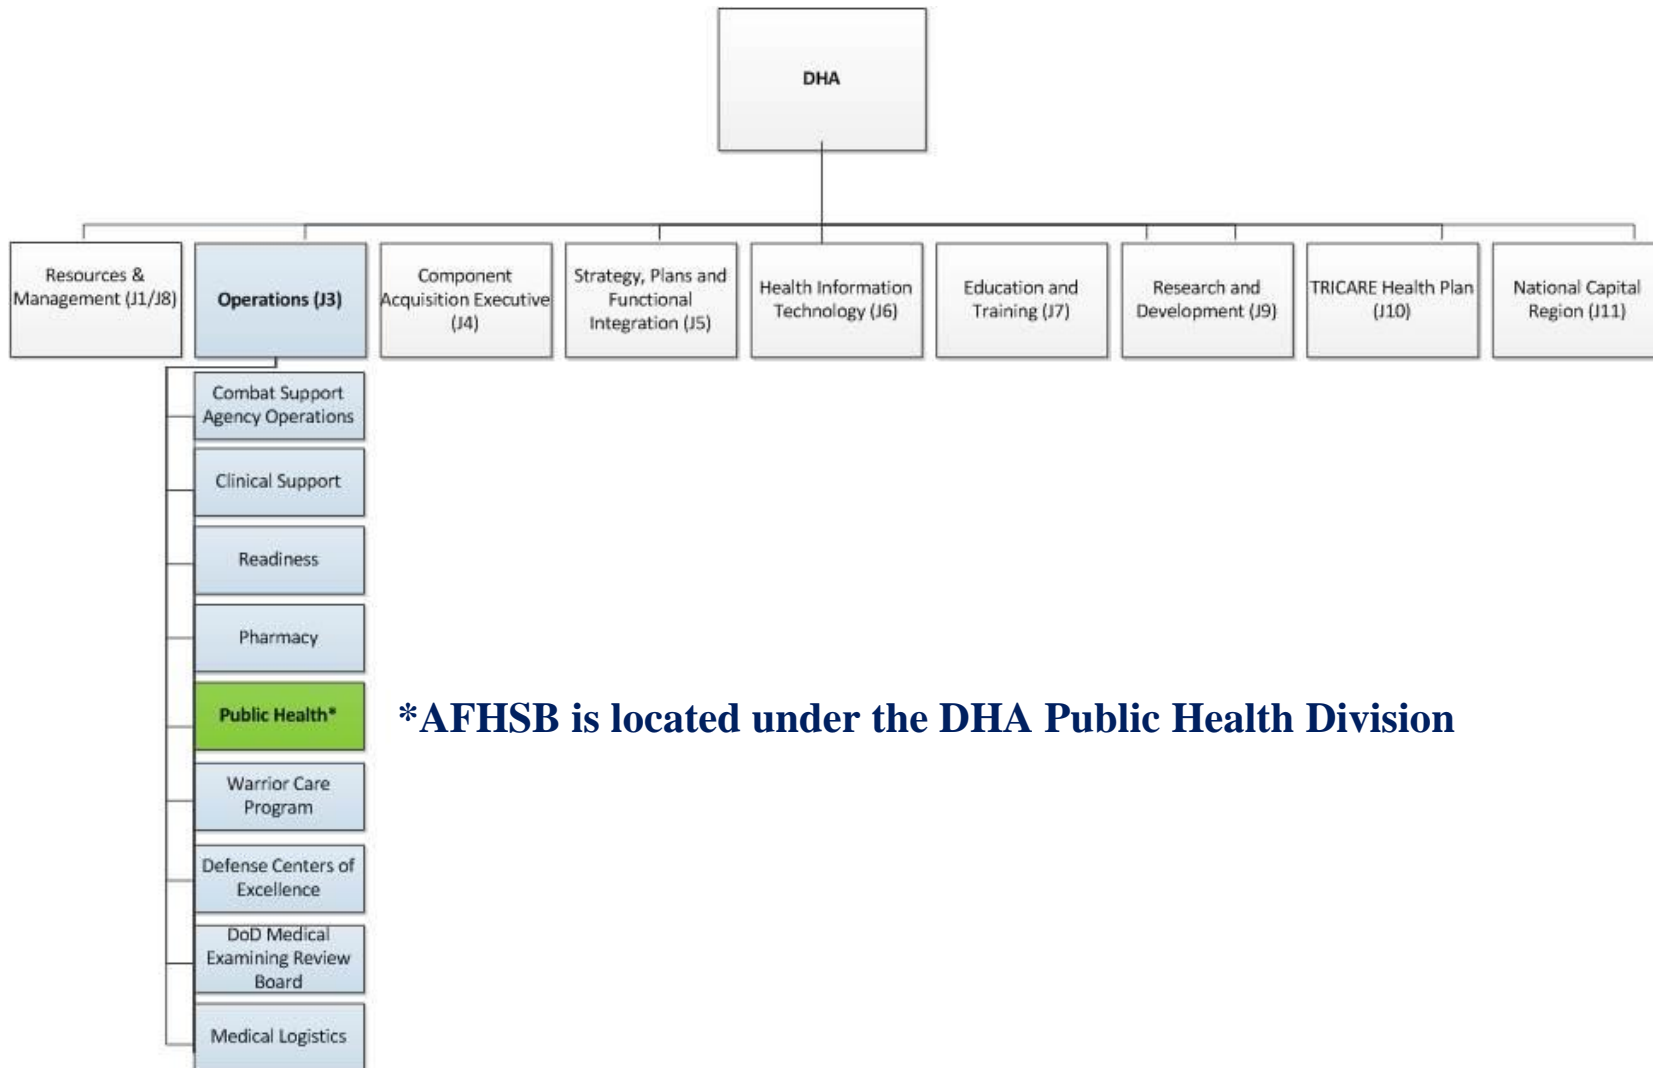 DHA
Resources &
Management (J1/J8)
Operations (J3)
Component
Acquisition Executive
(J4)
Strategy, Plans and
Functional
Integration (J5)
Health Information
Technology (J6)
Education and
Training (J7)
Research and
Development (J9)
TRICARE Health Plan
(J10)
National Capital
Region (J11)
Combat Support
Agency Operations
Clinical Support
Readiness
Pharmacy
Public Health*
*AFHSB is located under the DHA Public Health Division
Warrior Care
Program
Defense Centers of
Excellence
DoD Medical
Examining Review
Board
Medical Logistics